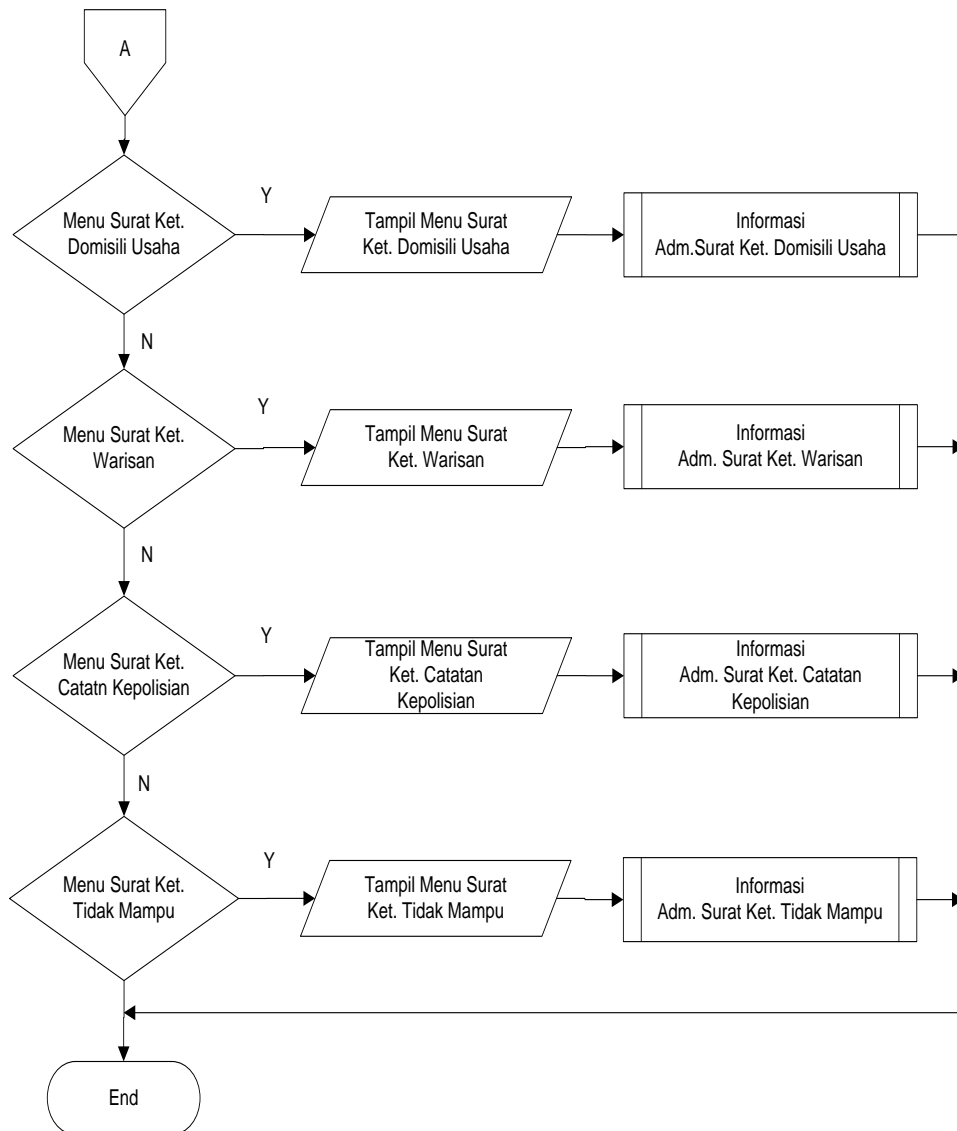 A
Menu Surat Ket.
Domisili Usaha
Y
Tampil Menu Surat
Ket. Domisili Usaha
Informasi
Adm.Surat Ket. Domisili Usaha
N
Menu Surat Ket.
Warisan
Y
Tampil Menu Surat
Ket. Warisan
Informasi
Adm. Surat Ket. Warisan
N
Menu Surat Ket.
Catatn Kepolisian
Y
Tampil Menu Surat
Ket. Catatan
Kepolisian
Informasi
Adm. Surat Ket. Catatan
Kepolisian
N
Menu Surat Ket.
Tidak Mampu
Y
Tampil Menu Surat
Ket. Tidak Mampu
Informasi
Adm. Surat Ket. Tidak Mampu
End